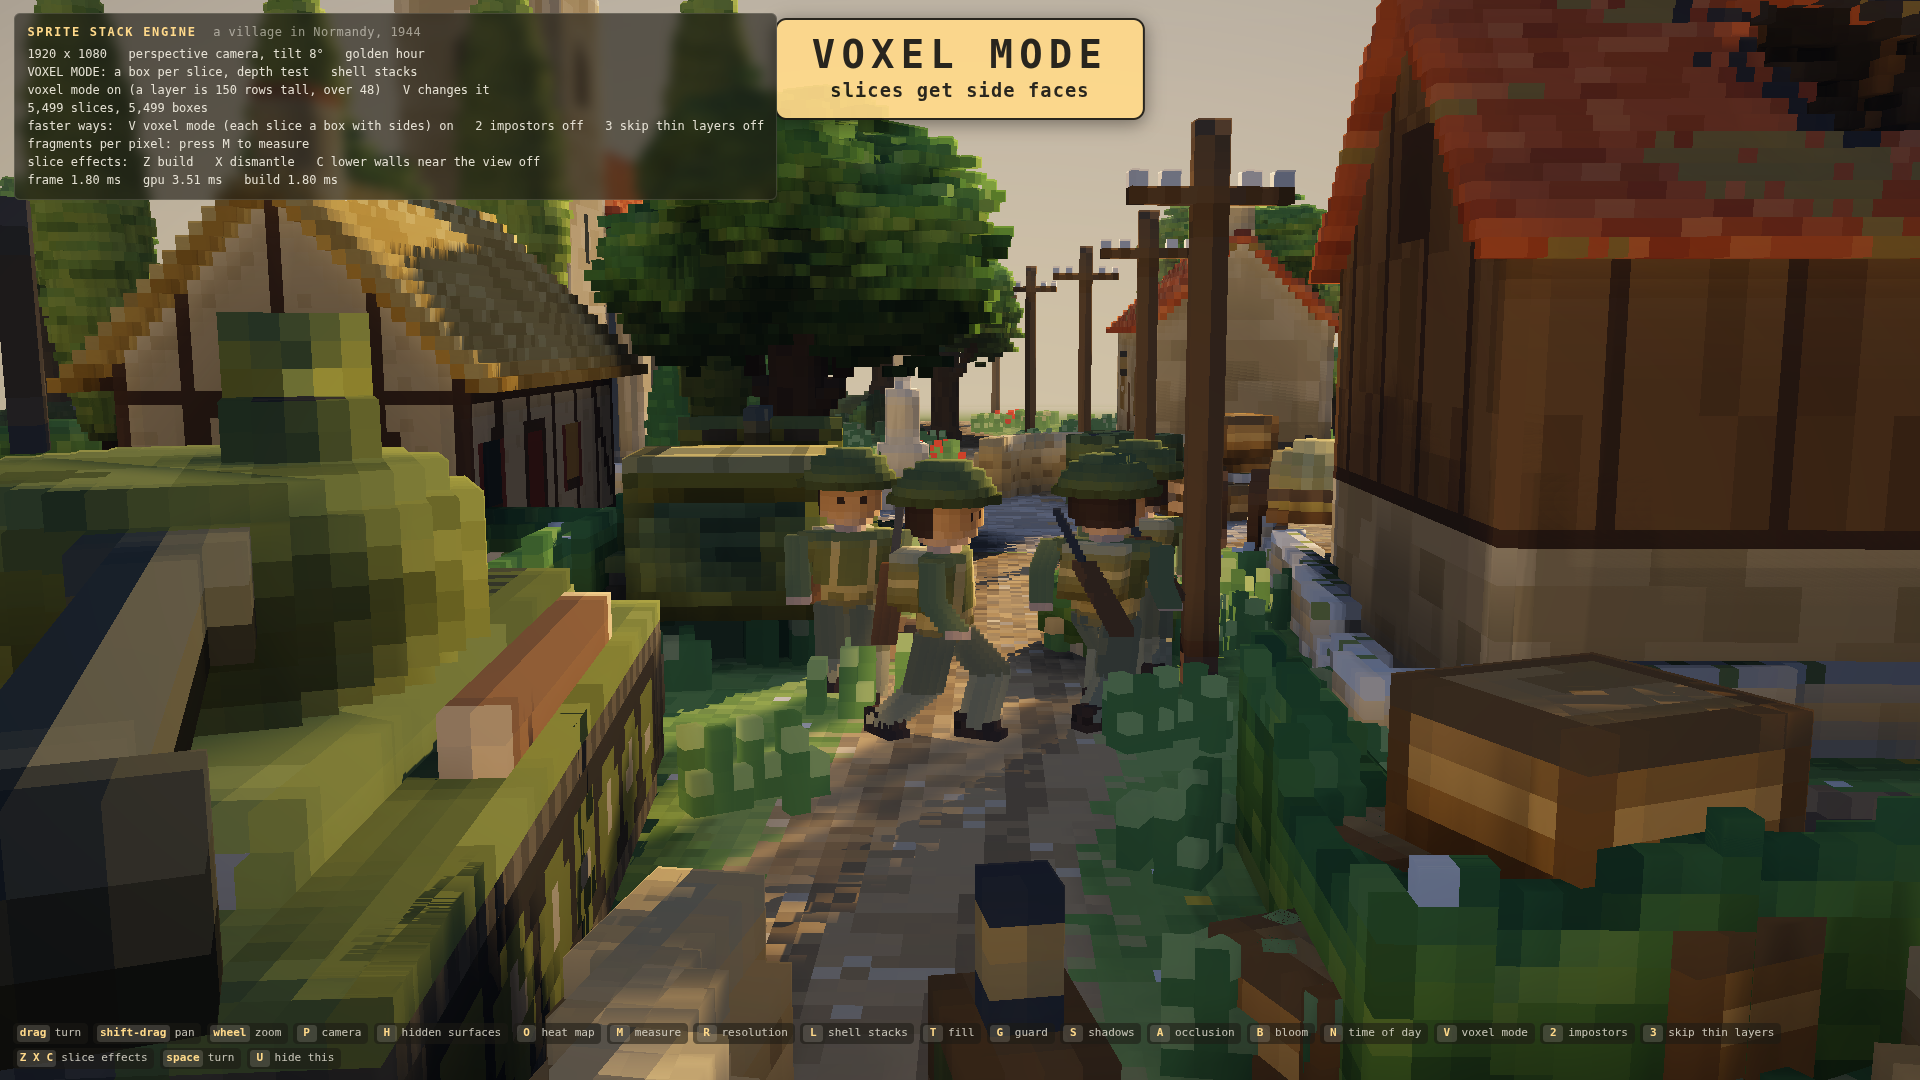 SPRITE STACK ENGINE a village in Normandy, 1944
1920 x 1080 perspective camera, tilt 8° golden hour
VOXEL MODE: a box per slice, depth test shell stacks
voxel mode on (a layer is 150 rows tall, over 48) V changes it
5,499 slices, 5,499 boxes
faster ways: V voxel mode (each slice a box with sides) on 2 impostors off 3 skip thin layers off
fragments per pixel: press M to measure
slice effects: Z build X dismantle C lower walls near the view off
frame 1.80 ms gpu 3.51 ms build 1.80 ms
VOXEL MODE
slices get side faces
drag turn shift-drag pan wheel zoom P camera H hidden surfaces O heat map M measure R resolution L shell stacks T fill G guard S shadows A occlusion B bloom N time of day V voxel mode 2 impostors 3 skip thin layers
Z X C slice effects space turn U hide this